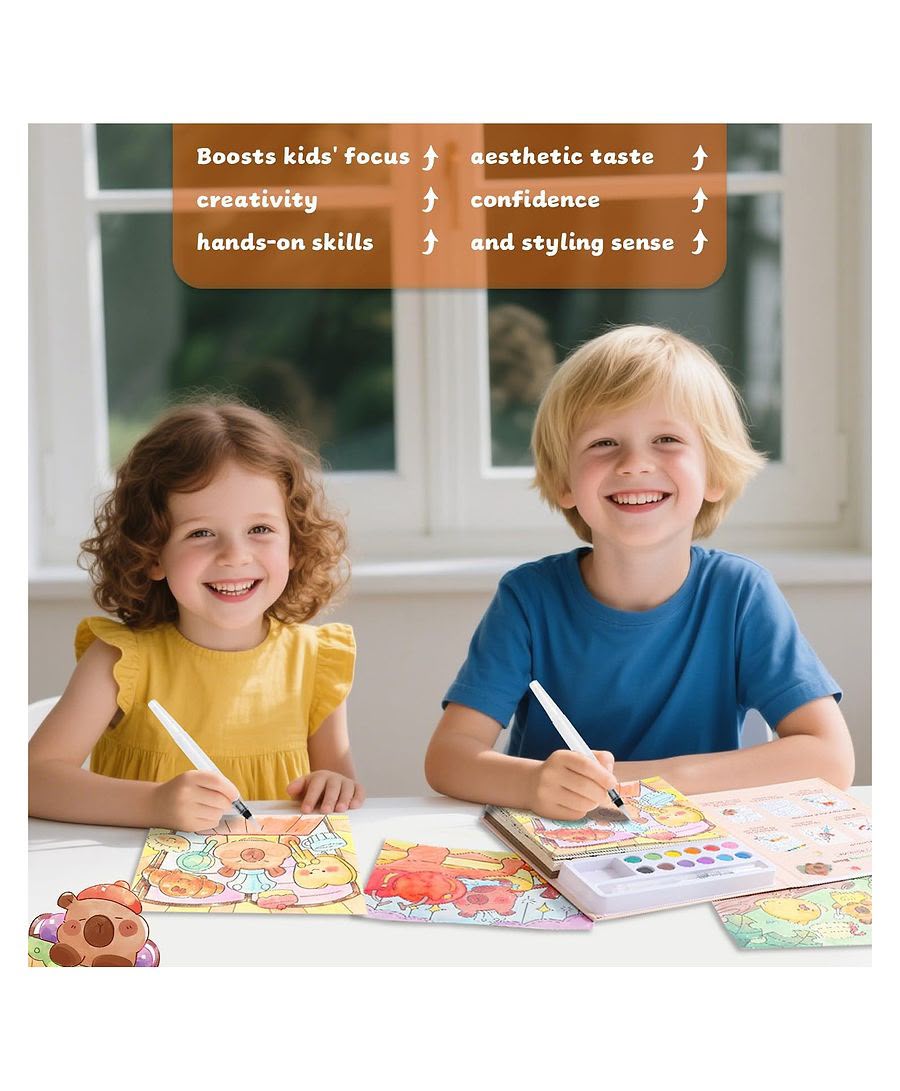 Boosts kids' focus
creativity
hands-on skills
aesthetic taste
confidence
and styling sense